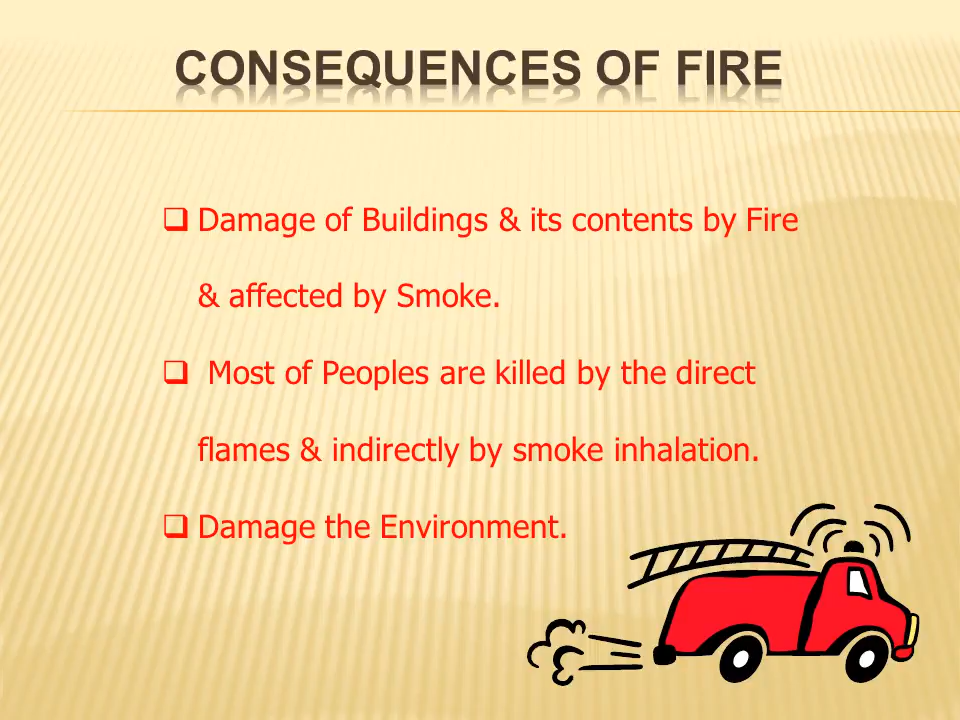 CONSEQUENCES OF FIRE
Damage of Buildings & its contents by Fire
& affected by Smoke.
Most of Peoples are killed by the direct
flames & indirectly by smoke inhalation.
Damage the Environment.